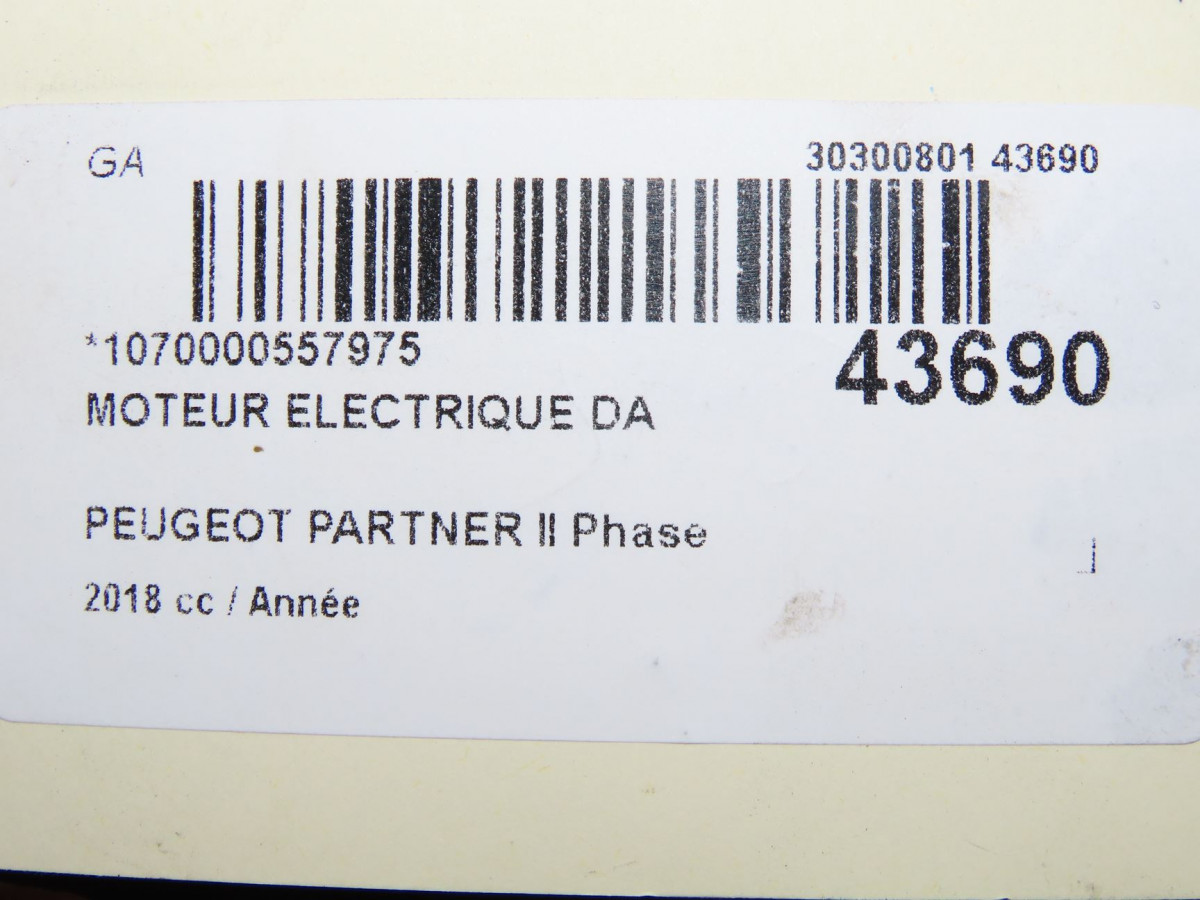 GA
30300801 43690
*1070000557975
43690
MOTEUR ELECTRIQUE DA
PEUGEOT PARTNER II Phase
2018 cc / Année